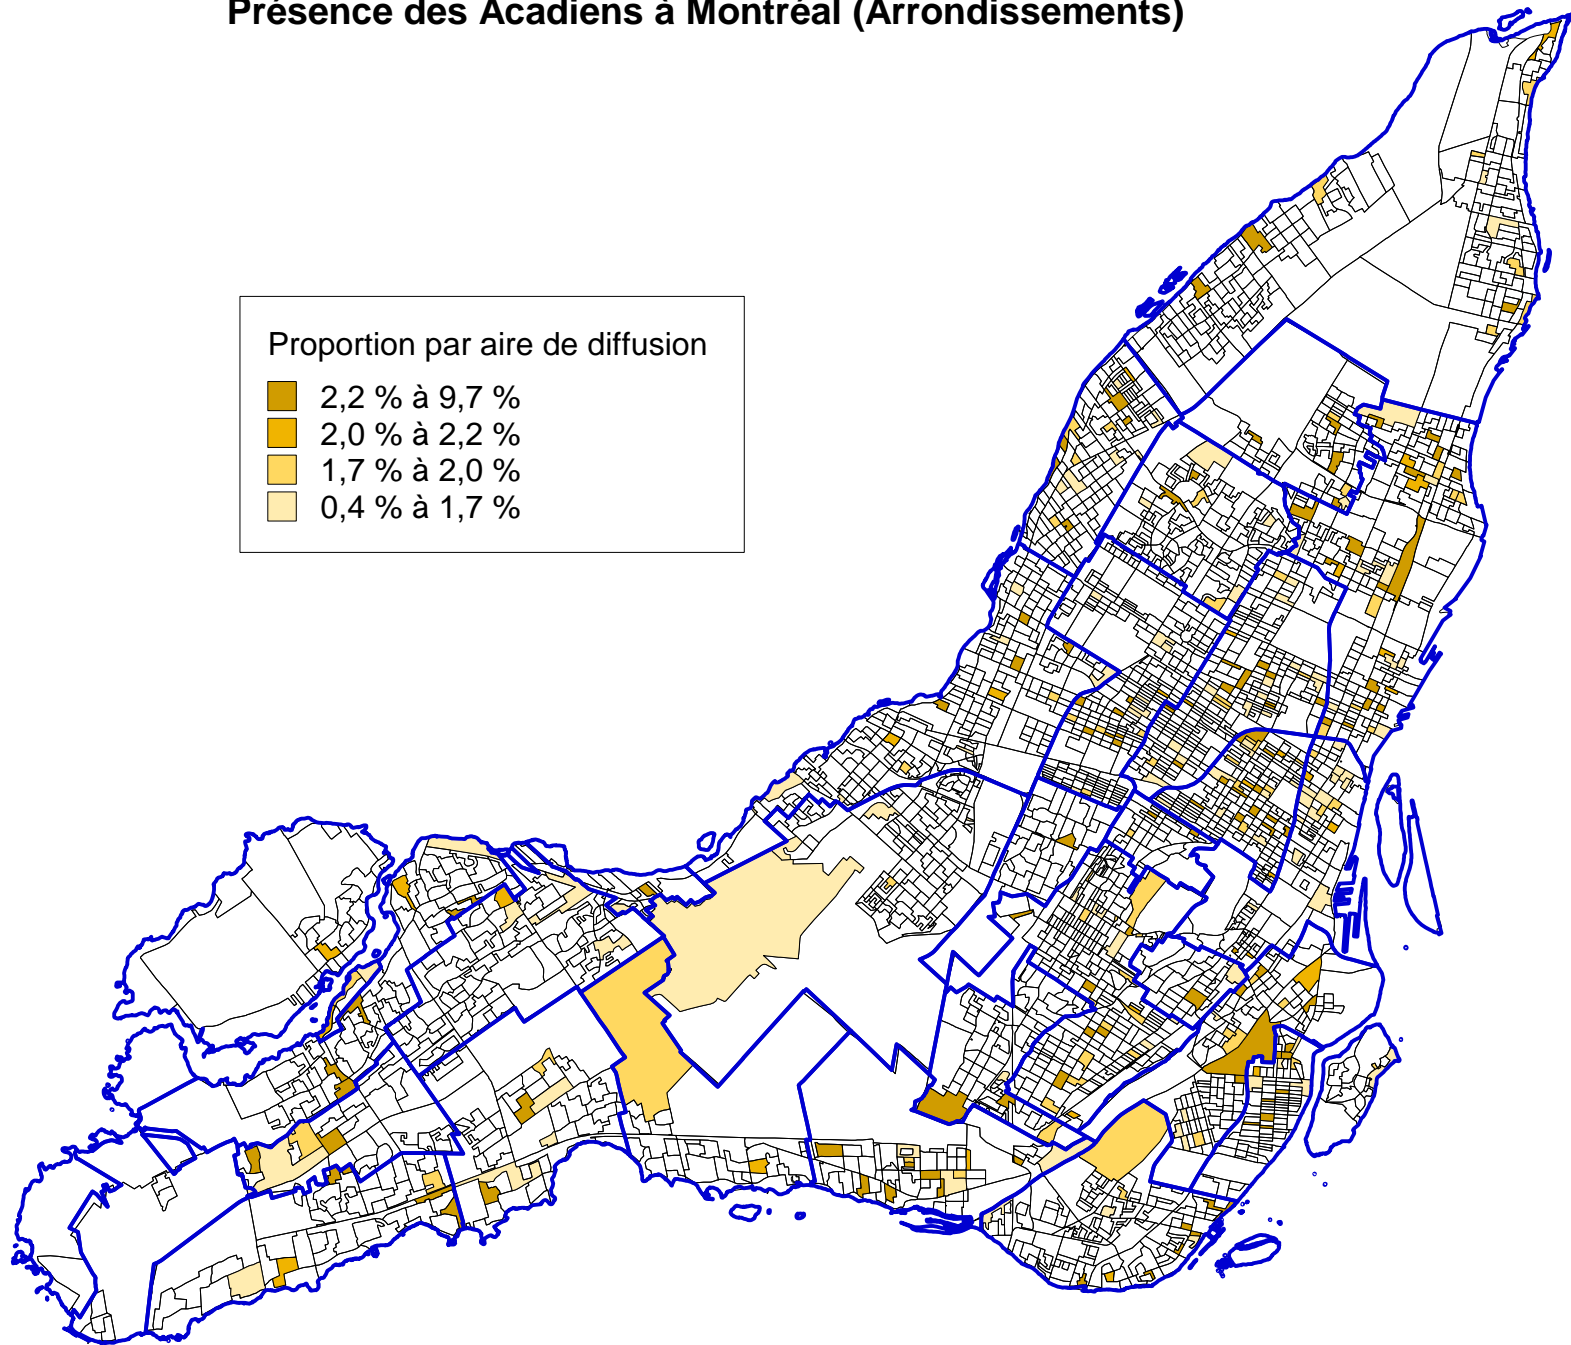 Présence des Acadiens à Montréal (Arrondissements)
Proportion par aire de diffusion
2,2 % à 9,7 %
2,0 % à 2,2 %
1,7 % à 2,0 %
0,4 % à 1,7 %